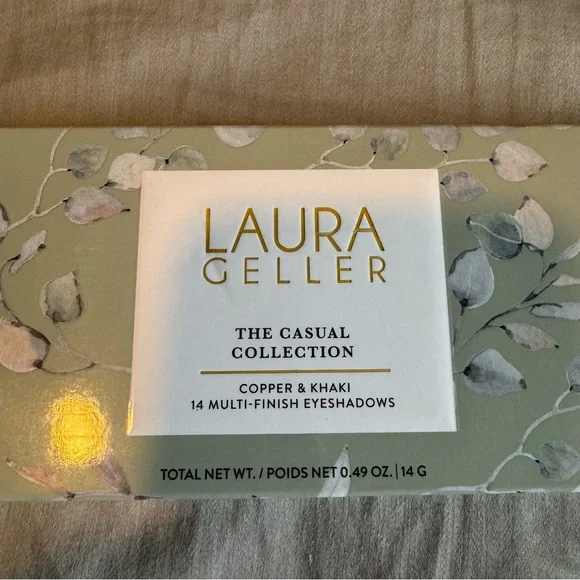 LAURA
GELLER
THE CASUAL
COLLECTION
COPPER & KHAKI
14 MULTI-FINISH EYESHADOWS
TOTAL NET WT. / POIDS NET 0.49 OZ. | 14 G